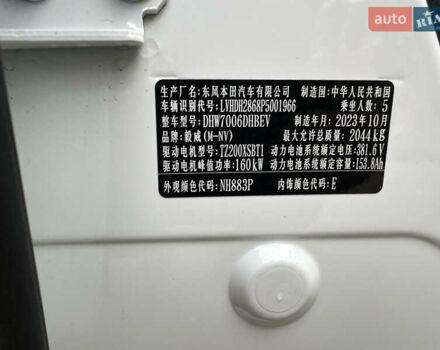 auto
RIA
生产厂名:东风本田汽车有限公司 制造国:中华人民共和国
车辆识别代号:LVHDH2868P5001966 乘坐人数:5
整车型号:DHW7006DHBEV 制造年月:2023年10月
品牌:毅威(M-NV) 最大允许总质量:2044kg
驱动电机型号:TZ200XSBT1 动力电池系统额定电压:381.6V
驱动电机峰值功率:160kW 动力电池系统额定容量:153.8Ah
外观颜色代码:NH883P 内饰颜色代码:E